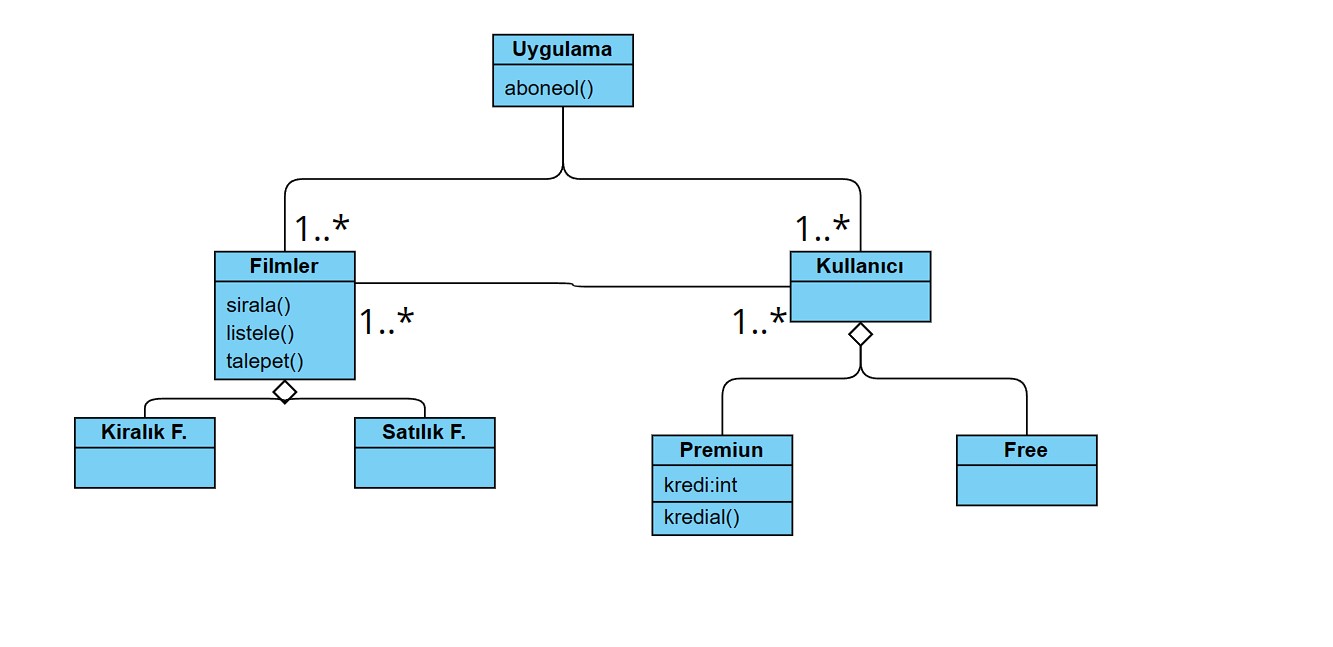 Uygulama
aboneol()
1..*
1..*
Filmler
sirala()
listele()
talepet()
Kullanıcı
1..*
1..*
Kiralık F.
Satılık F.
Premiun
kredi:int
kredial()
Free